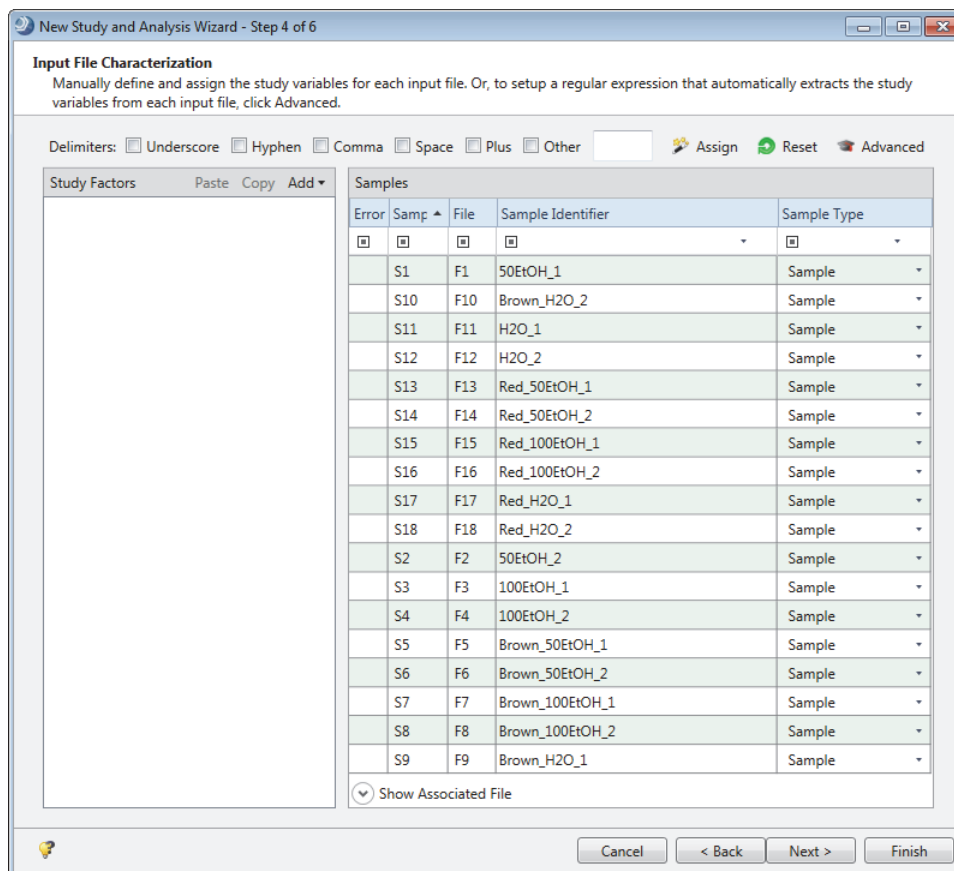 New Study and Analysis Wizard - Step 4 of 6
Input File Characterization
Manually define and assign the study variables for each input file. Or, to setup a regular expression that automatically extracts the study
variables from each input file, click Advanced.
Delimiters: Underscore Hyphen Comma Space Plus Other Assign Reset Advanced
Study Factors Paste Copy Add Samples
Error Samp File Sample Identifier Sample Type
S1 F1 50EtOH_1 Sample
S10 F10 Brown_H2O_2 Sample
S11 F11 H2O_1 Sample
S12 F12 H2O_2 Sample
S13 F13 Red_50EtOH_1 Sample
S14 F14 Red_50EtOH_2 Sample
S15 F15 Red_100EtOH_1 Sample
S16 F16 Red_100EtOH_2 Sample
S17 F17 Red_H2O_1 Sample
S18 F18 Red_H2O_2 Sample
S2 F2 50EtOH_2 Sample
S3 F3 100EtOH_1 Sample
S4 F4 100EtOH_2 Sample
S5 F5 Brown_50EtOH_1 Sample
S6 F6 Brown_50EtOH_2 Sample
S7 F7 Brown_100EtOH_1 Sample
S8 F8 Brown_100EtOH_2 Sample
S9 F9 Brown_H2O_1 Sample
Show Associated File
Cancel < Back Next > Finish